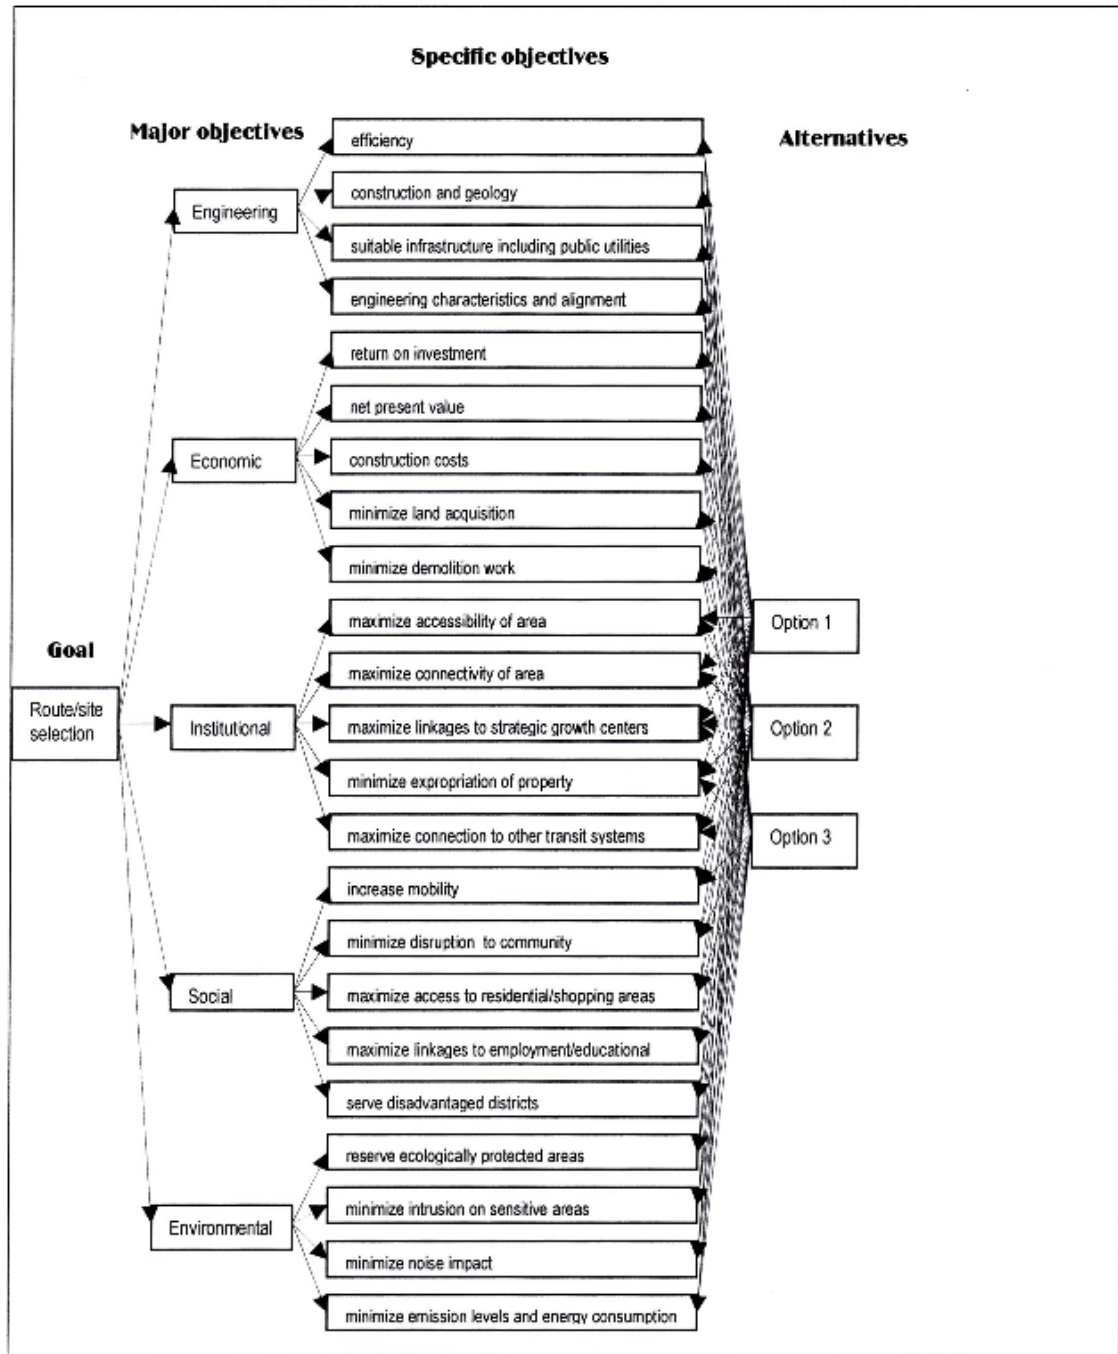 Specific objectives
Major objectives
Alternatives
efficiency
construction and geology
Engineering
suitable infrastructure including public utilities
engineering characteristics and alignment
return on investment
net present value
Economic
construction costs
minimize land acquisition
minimize demolition work
maximize accessibility of area
Option 1
Goal
maximize connectivity of area
Route/site
selection
Institutional
maximize linkages to strategic growth centers
Option 2
minimize expropriation of property
maximize connection to other transit systems
Option 3
increase mobility
minimize disruption to community
Social
maximize access to residential/shopping areas
maximize linkages to employment/educational
serve disadvantaged districts
reserve ecologically protected areas
minimize intrusion on sensitive areas
Environmental
minimize noise impact
minimize emission levels and energy consumption